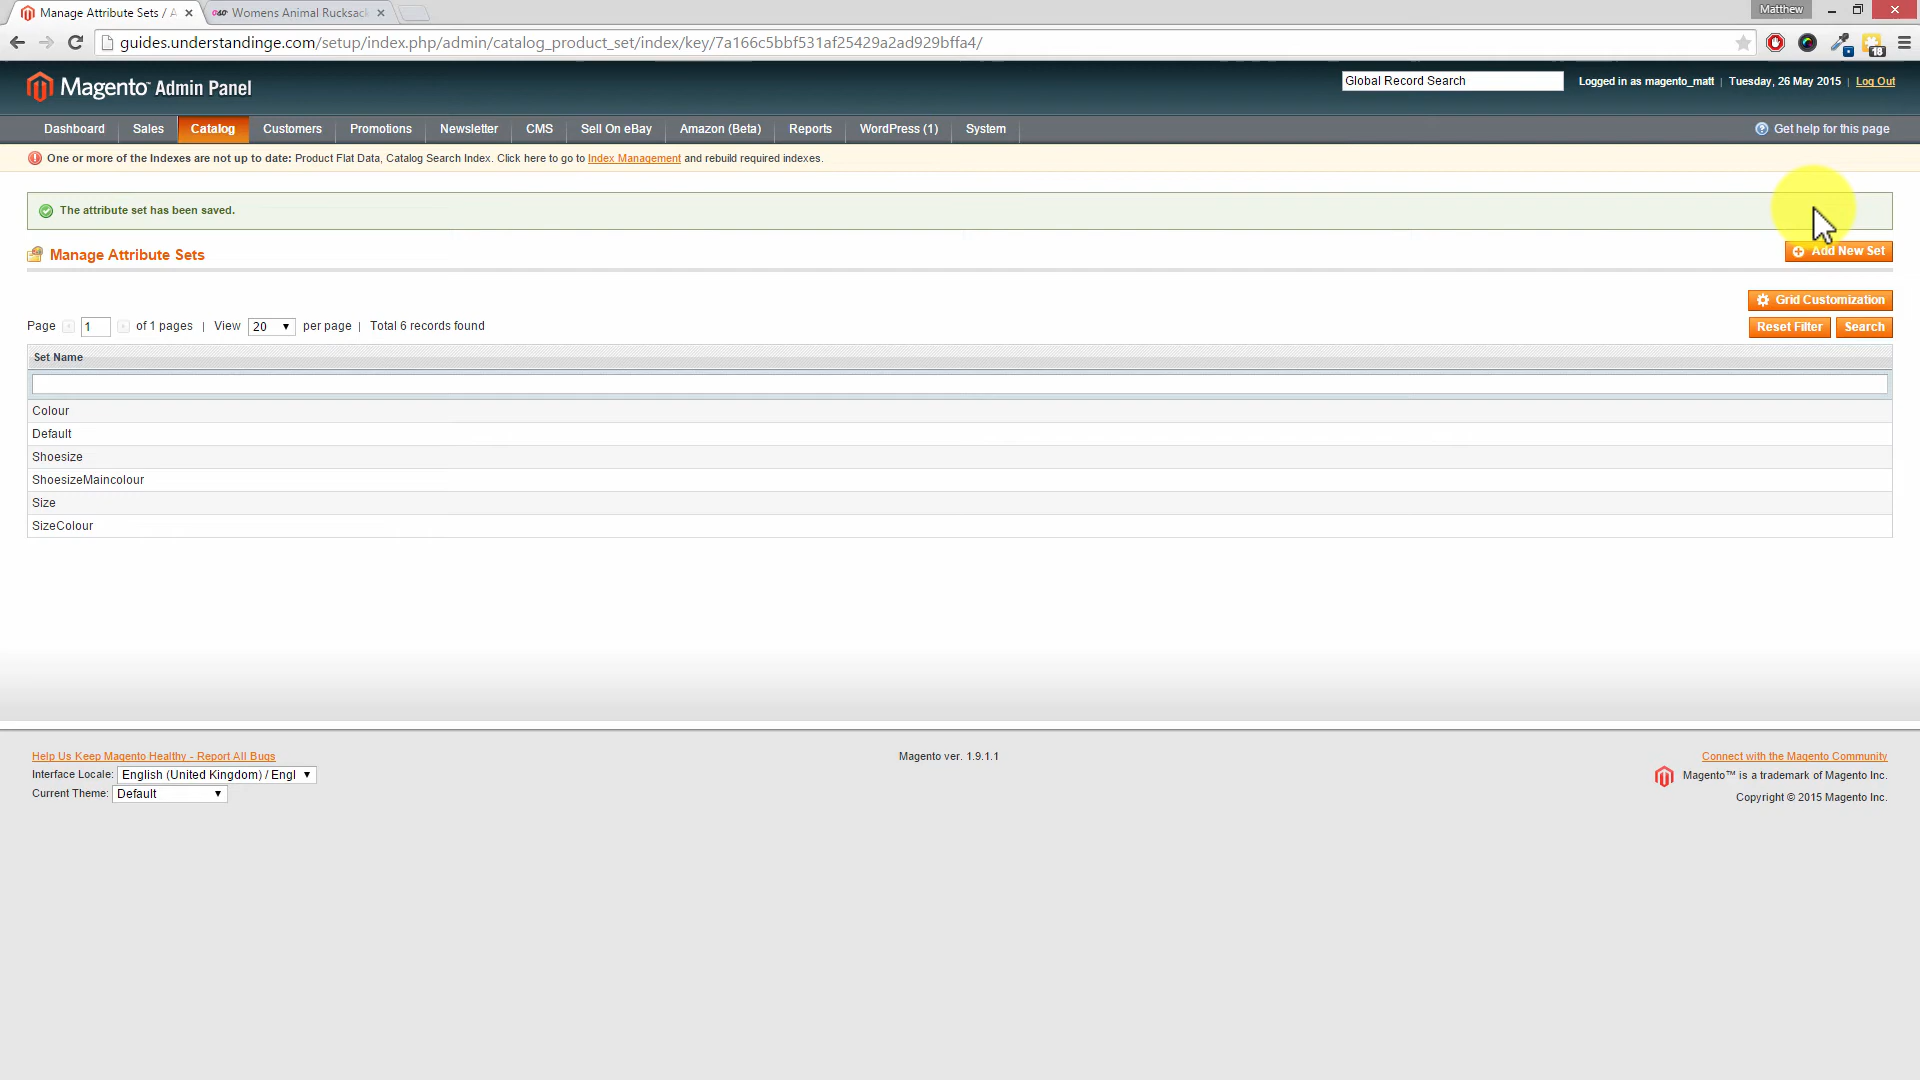 Manage Attribute Sets / A
Womens Animal Rucksack
Matthew
guides.understandinge.com/setup/index.php/admin/catalog_product_set/index/key/7a166c5bbf531af25429a2ad929bffa4/
18
Magento™ Admin Panel
Global Record Search
Logged in as magento_matt | Tuesday, 26 May 2015 | Log Out
Dashboard Sales Catalog Customers Promotions Newsletter CMS Sell On eBay Amazon (Beta) Reports WordPress (1) System
Get help for this page
One or more of the Indexes are not up to date: Product Flat Data, Catalog Search Index. Click here to go to Index Management and rebuild required indexes.
The attribute set has been saved.
Manage Attribute Sets
Add New Set
Grid Customization
Page 1 of 1 pages | View 20 per page | Total 6 records found
Reset Filter Search
Set Name
Colour
Default
Shoesize
ShoesizeMaincolour
Size
SizeColour
Help Us Keep Magento Healthy - Report All Bugs
Magento ver. 1.9.1.1
Connect with the Magento Community
Interface Locale: English (United Kingdom) / Engl
Magento™ is a trademark of Magento Inc.
Current Theme: Default
Copyright © 2015 Magento Inc.